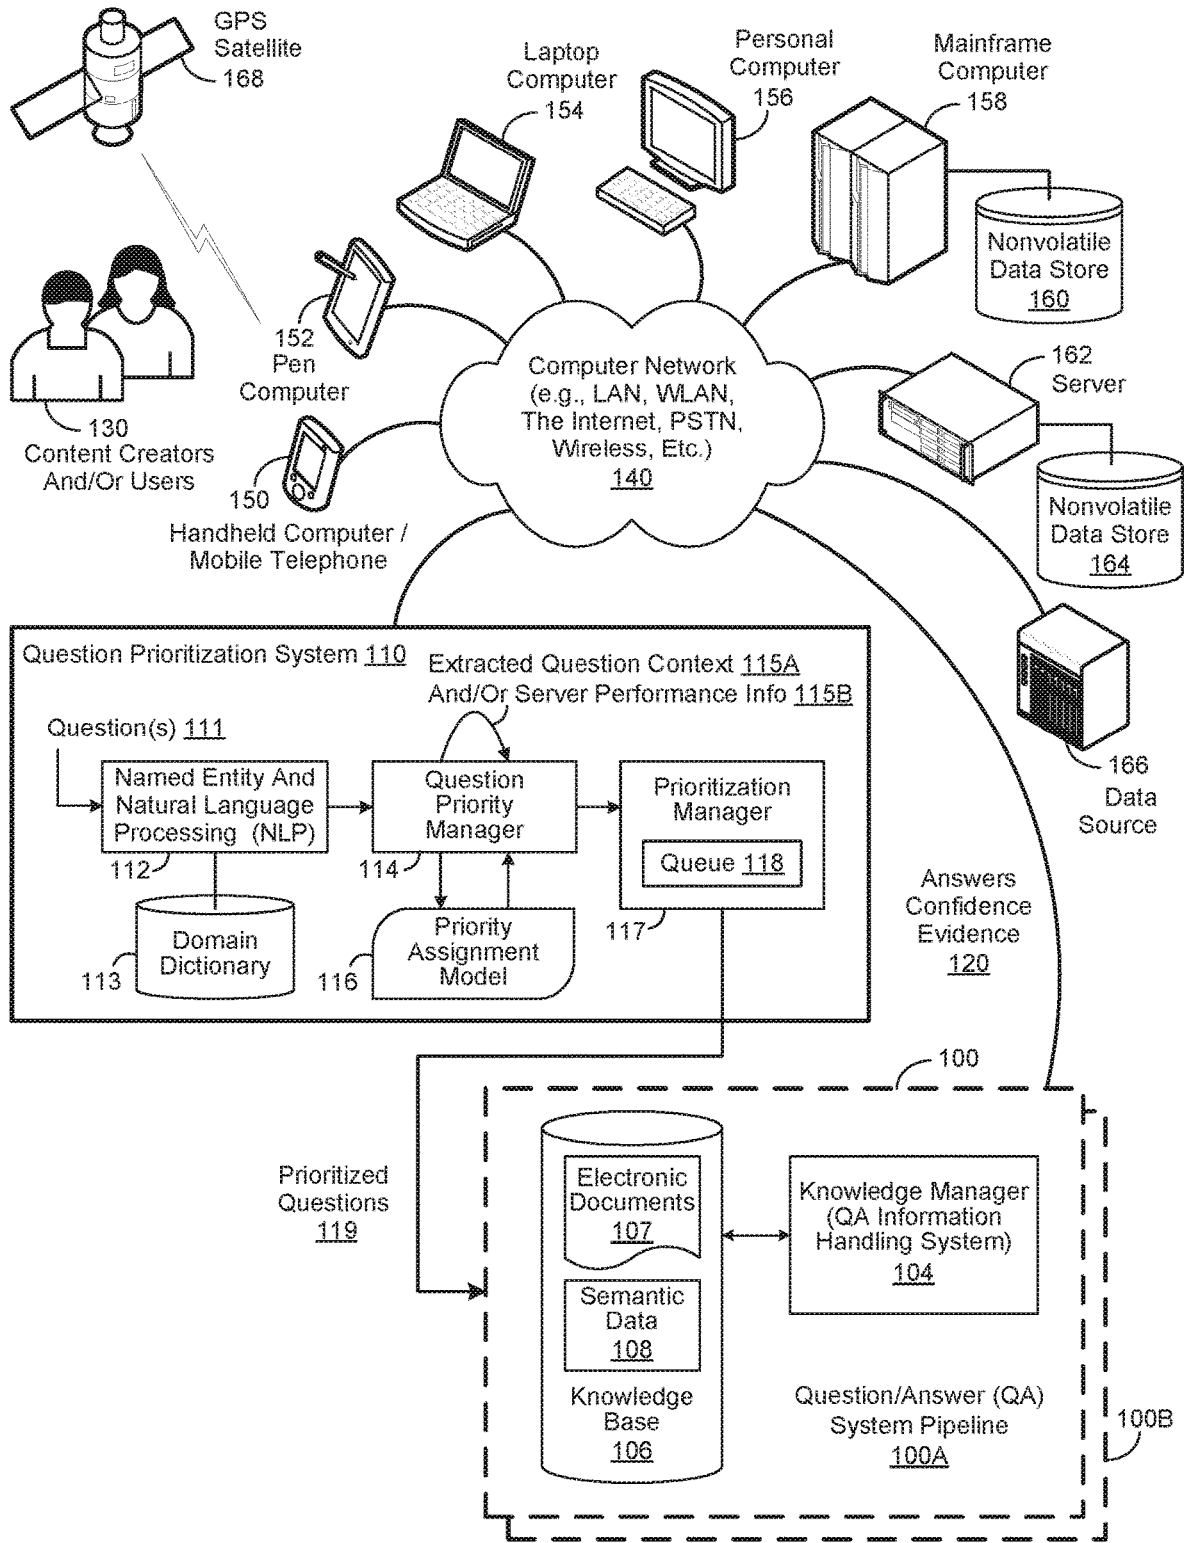 GPS
Satellite
168
Laptop
Computer
154
Personal
Computer
156
Mainframe
Computer
158
Nonvolatile
Data Store
160
152
Pen
Computer
130
Content Creators
And/Or Users
150
Handheld Computer /
Mobile Telephone
Computer Network
(e.g., LAN, WLAN,
The Internet, PSTN,
Wireless, Etc.)
140
162
Server
Nonvolatile
Data Store
164
166
Data
Source
Question Prioritization System 110
Extracted Question Context 115A
And/Or Server Performance Info 115B
Question(s) 111
Named Entity And
Natural Language
Processing (NLP)
112
Question
Priority
Manager
114
Prioritization
Manager
Queue 118
117
Domain
Dictionary
113
Priority
Assignment
Model
116
Answers
Confidence
Evidence
120
Prioritized
Questions
119
100
Electronic
Documents
107
Semantic
Data
108
Knowledge
Base
106
Knowledge Manager
(QA Information
Handling System)
104
Question/Answer (QA)
System Pipeline
100A
100B